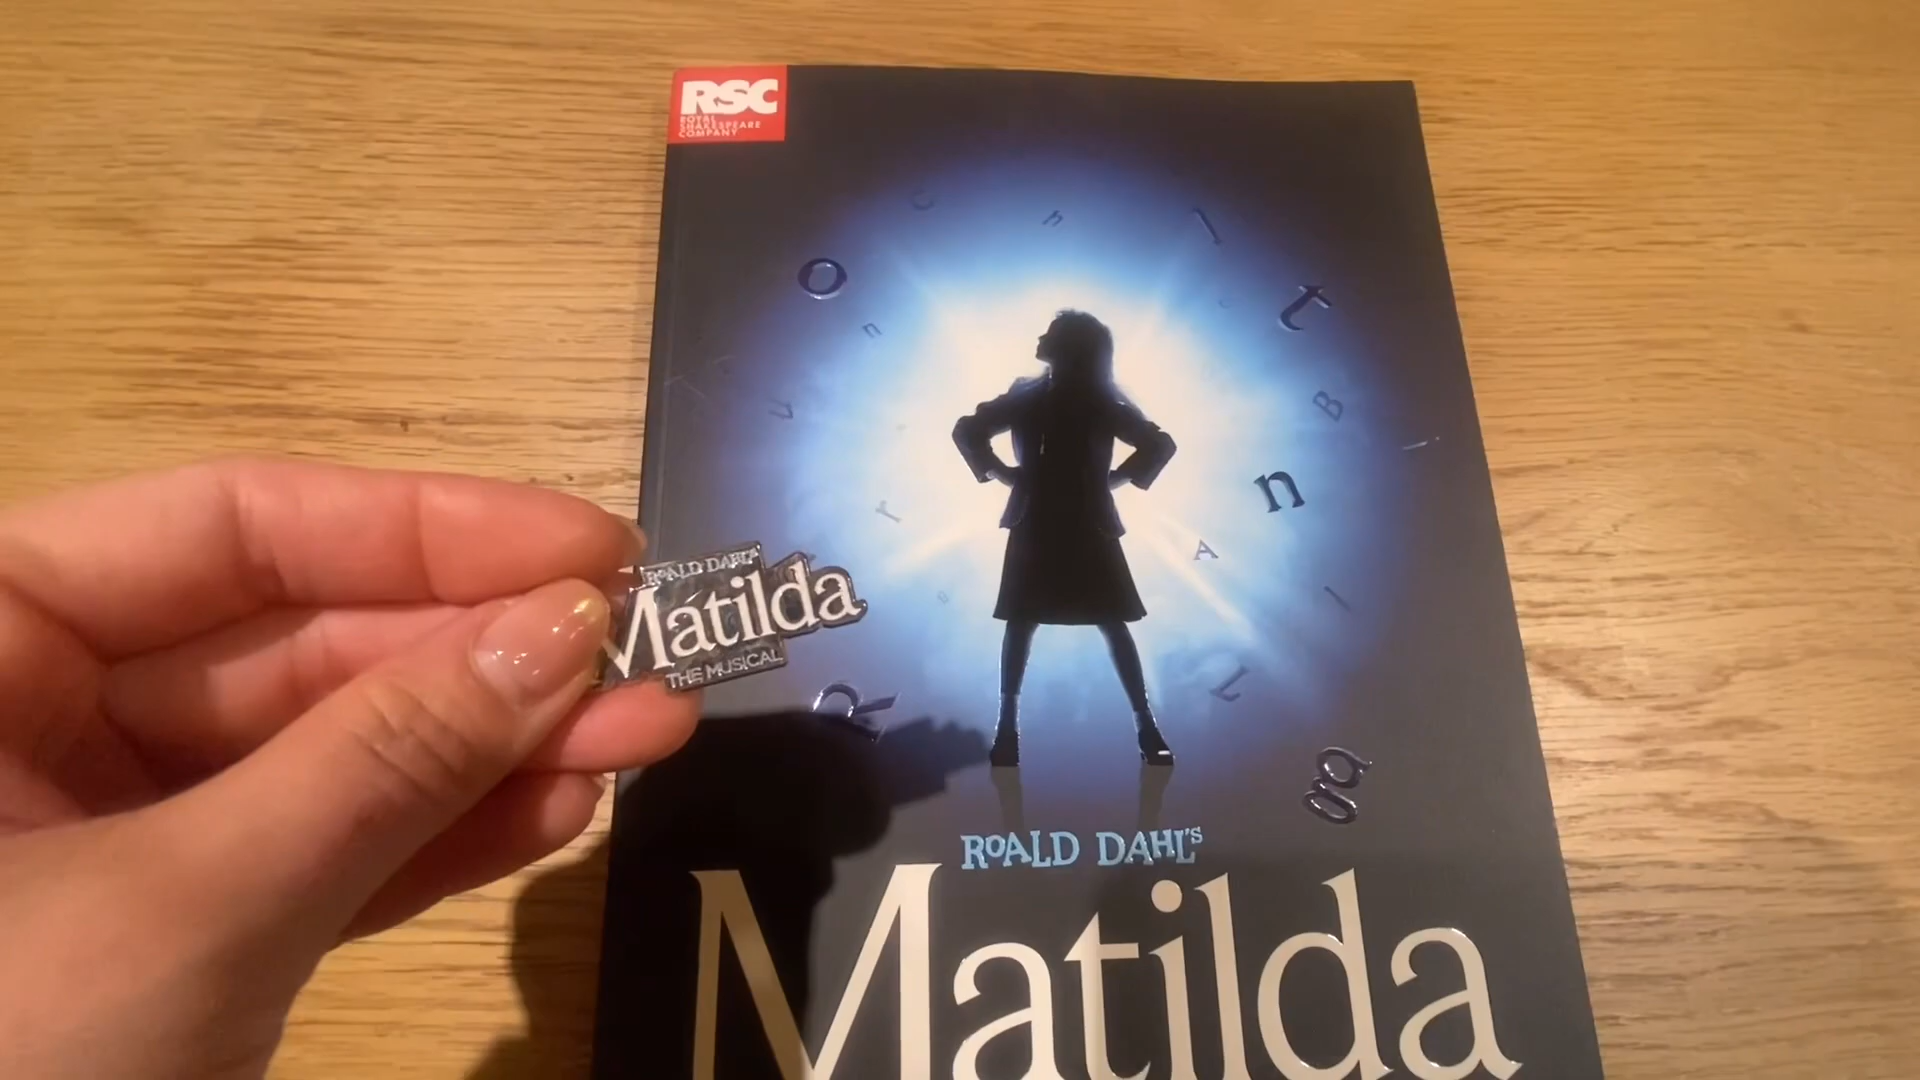 RSC
ROYAL
SHAKESPEARE
COMPANY
ROALD DAHL'S
Matilda
THE MUSICAL
ROALD DAHL'S
Matilda